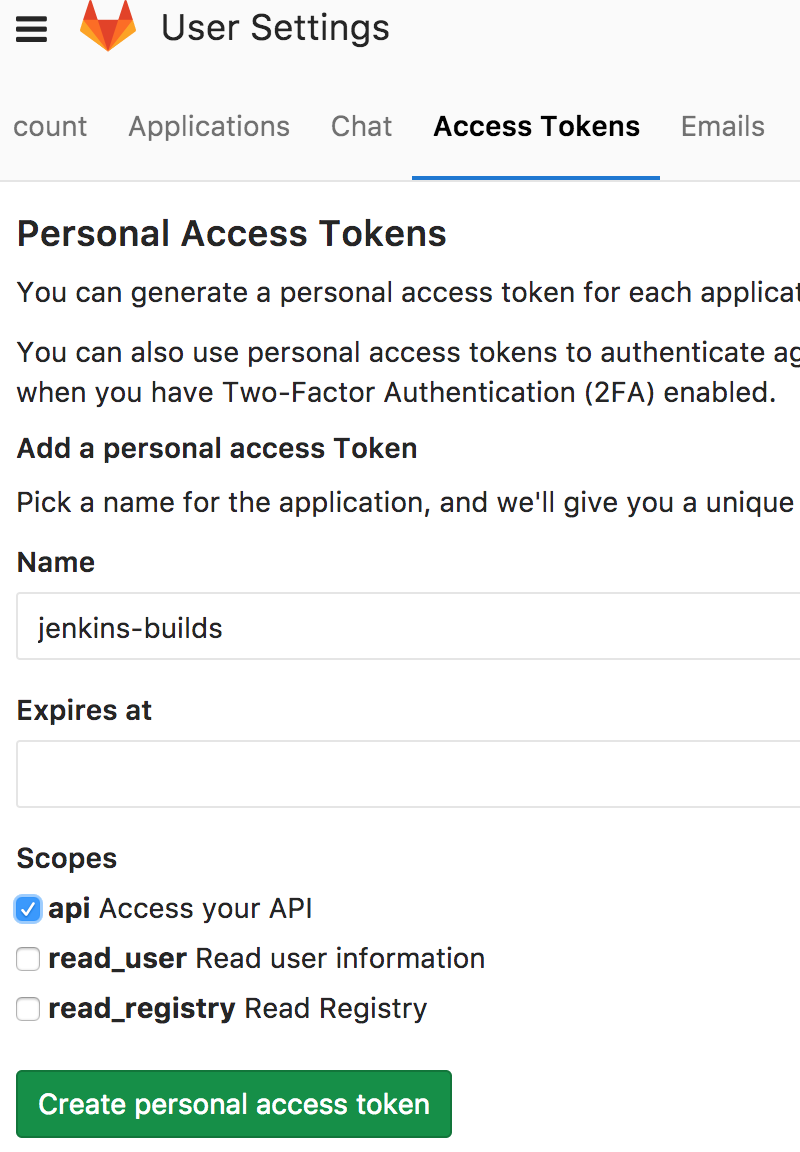 User Settings
count Applications Chat Access Tokens Emails
Personal Access Tokens
You can generate a personal access token for each
You can also use personal access tokens to authenticate
when you have Two-Factor Authentication (2FA) enabled.
Add a personal access Token
Pick a name for the application, and we'll give you a unique
Name
jenkins-builds
Expires at
Scopes
api Access your API
read_user Read user information
read_registry Read Registry
Create personal access token